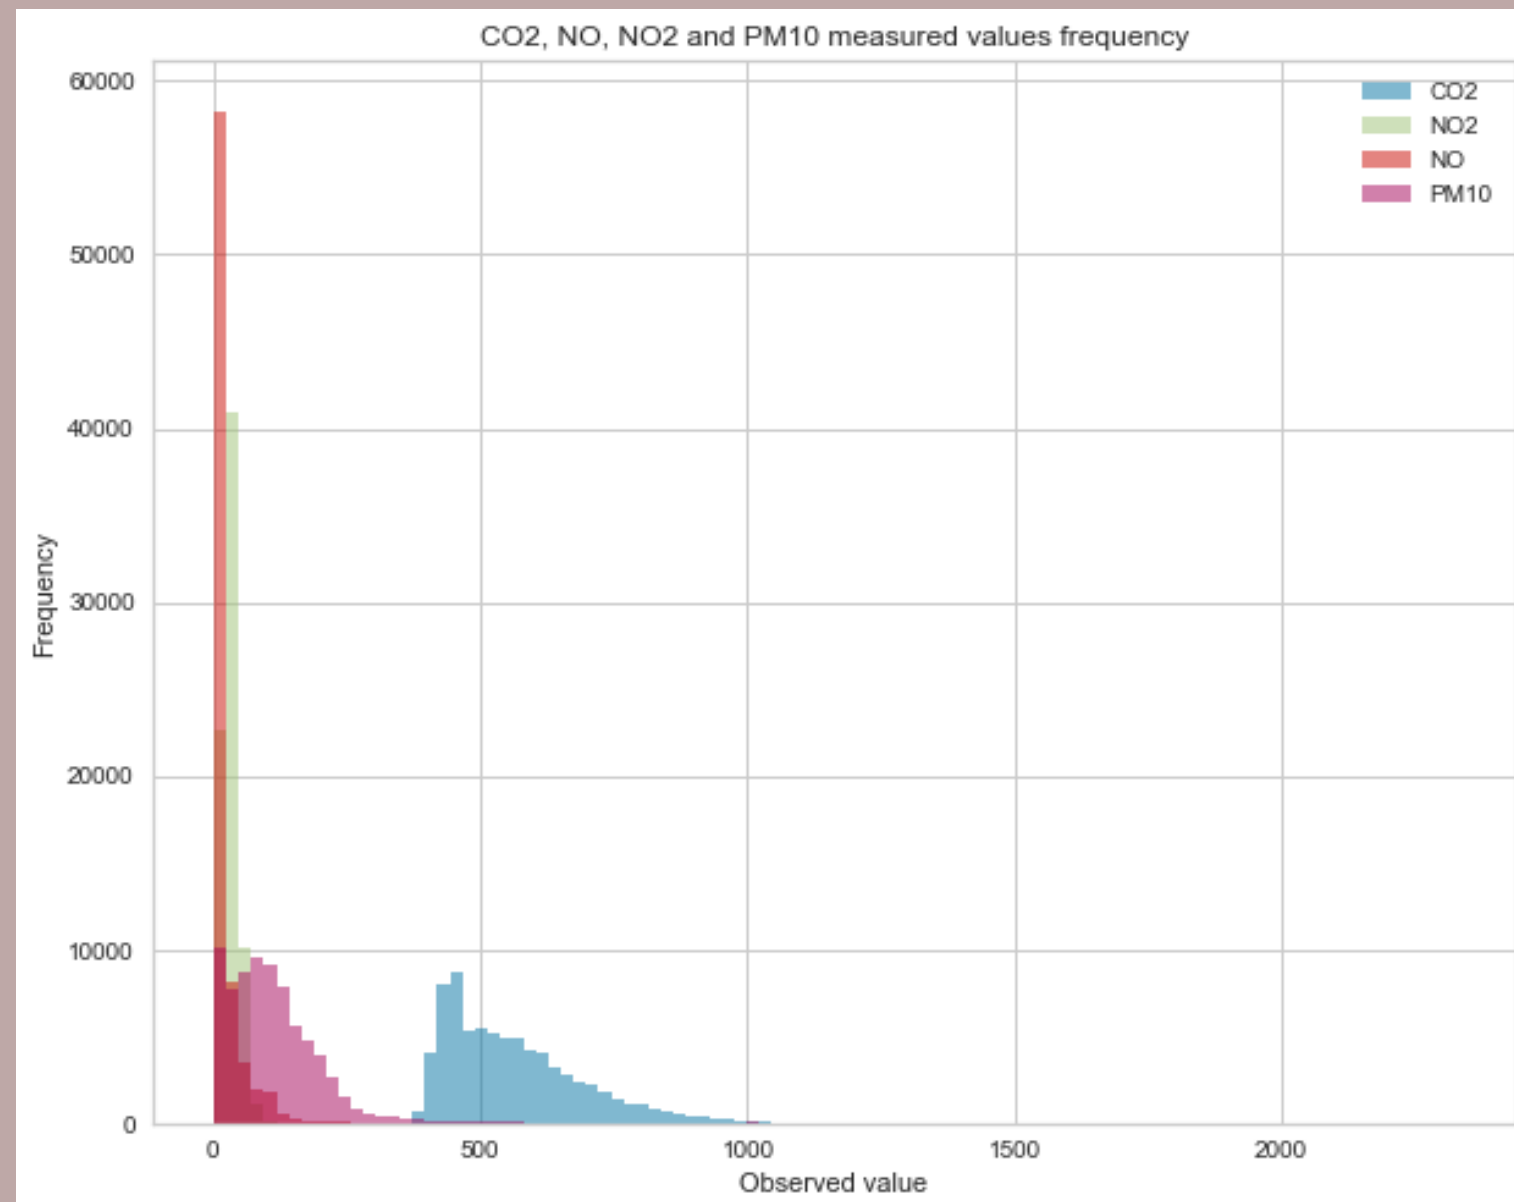 CO2, NO, NO2 and PM10 measured values frequency
60000
50000
40000
30000
20000
10000
0
Frequency
CO2
NO2
NO
PM10
0 500 1000 1500 2000
Observed value